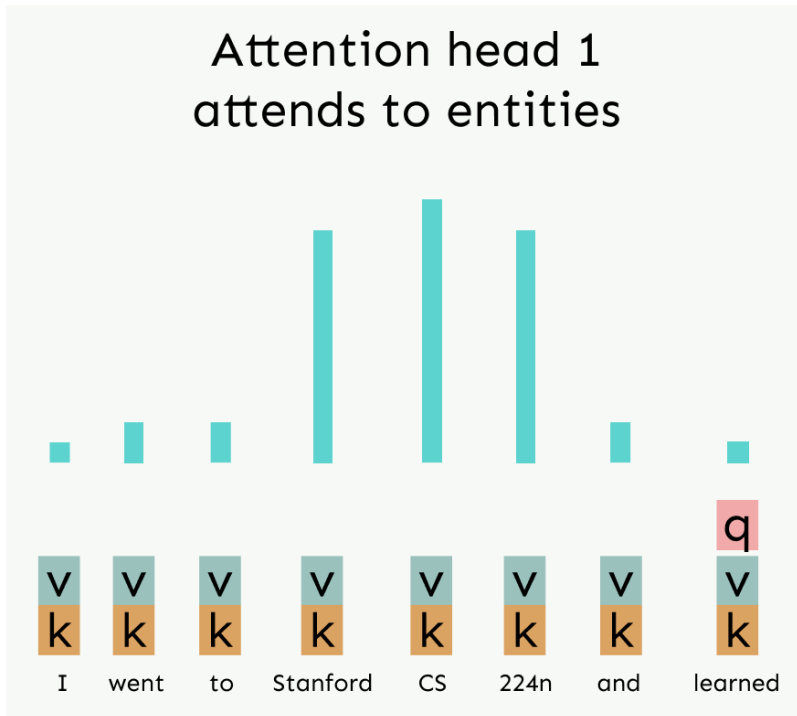 Attention head 1
attends to entities
q
v v v v v v v v
k k k k k k k k
I went to Stanford CS 224n and learned